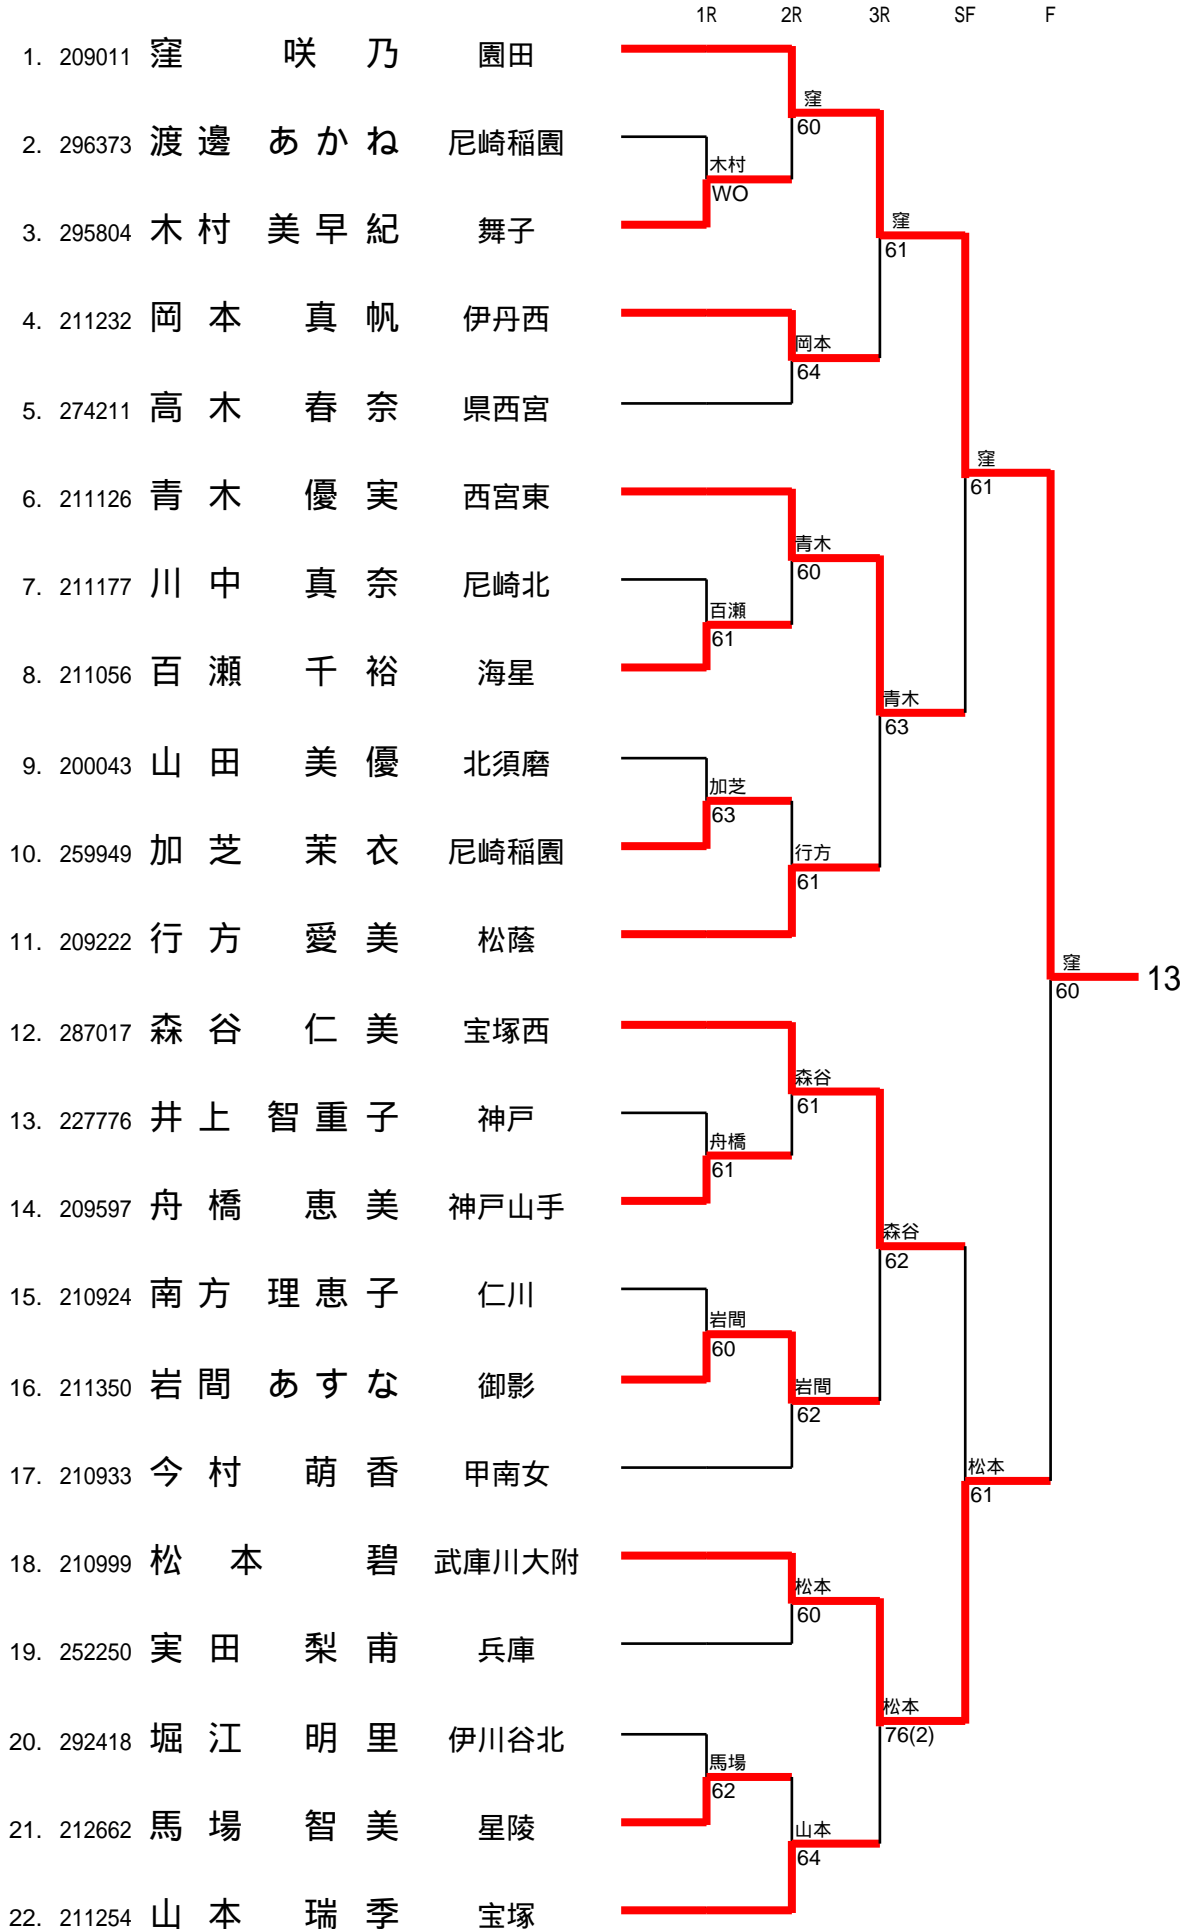 1R 2R 3R SF F
1. 209011 窪 咲 乃 園田
窪
60
2. 296373 渡 邊 あ か ね 尼崎稲園
木村
WO
3. 295804 木 村 美 早 紀 舞子
窪
61
4. 211232 岡 本 真 帆 伊丹西
岡本
64
5. 274211 高 木 春 奈 県西宮
窪
61
6. 211126 青 木 優 実 西宮東
青木
60
7. 211177 川 中 真 奈 尼崎北
百瀬
61
8. 211056 百 瀬 千 裕 海星
青木
63
9. 200043 山 田 美 優 北須磨
加芝
63
10. 259949 加 芝 茉 衣 尼崎稲園
行方
61
11. 209222 行 方 愛 美 松蔭
窪
60
13
12. 287017 森 谷 仁 美 宝塚西
森谷
61
13. 227776 井 上 智 重 子 神戸
舟橋
61
14. 209597 舟 橋 恵 美 神戸山手
森谷
62
15. 210924 南 方 理 恵 子 仁川
岩間
60
16. 211350 岩 間 あ す な 御影
岩間
62
17. 210933 今 村 萌 香 甲南女
松本
61
18. 210999 松 本 碧 武庫川大附
松本
60
19. 252250 実 田 梨 甫 兵庫
松本
76(2)
20. 292418 堀 江 明 里 伊川谷北
馬場
62
21. 212662 馬 場 智 美 星陵
山本
64
22. 211254 山 本 瑞 季 宝塚